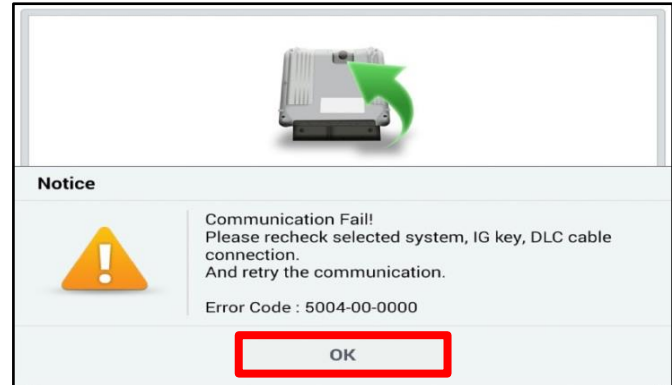 Notice
Communication Fail!
Please recheck selected system, IG key, DLC cable
connection.
And retry the communication.
Error Code : 5004-00-0000
OK